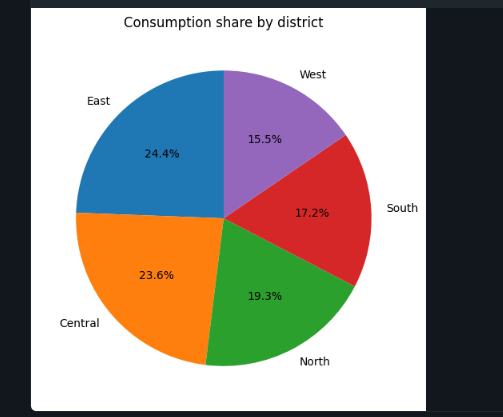 Consumption share by district
West
East
15.5%
24.4%
South
17.2%
23.6%
19.3%
Central
North